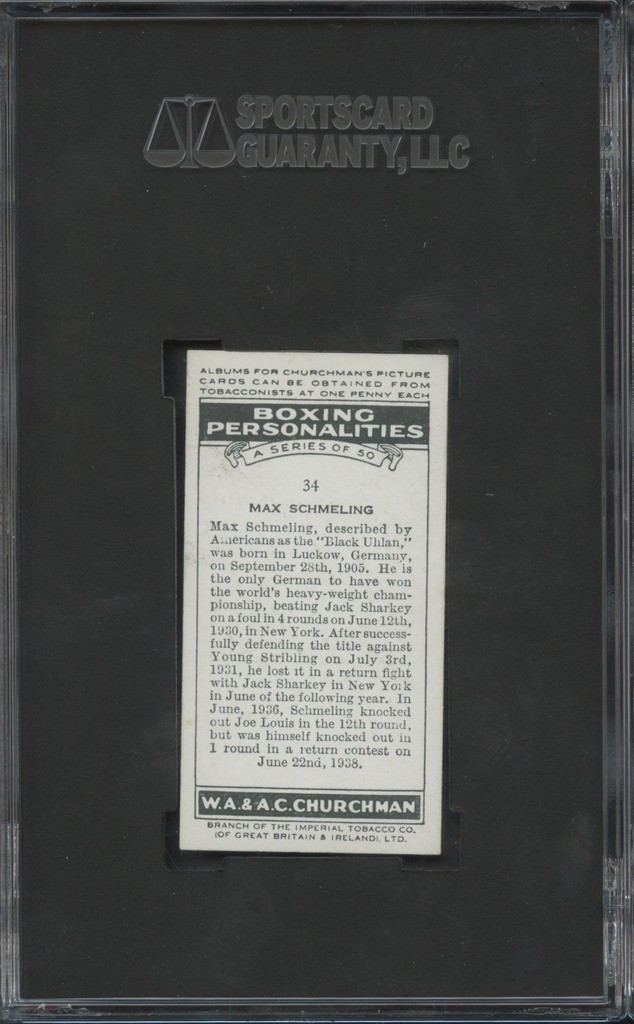 SPORTSCARD
GUARANTY, LLC
ALBUMS FOR CHURCHMAN'S PICTURE
CARDS CAN BE OBTAINED FROM
TOBACCONISTS AT ONE PENNY EACH
BOXING
PERSONALITIES
A SERIES OF 50
34
MAX SCHMELING
Max Schmeling, described by
Americans as the "Black Uhlan,"
was born in Luckow, Germany,
on September 28th, 1905. He is
the only German to have won
the world's heavy-weight cham-
pionship, beating Jack Sharkey
on a foul in 4 rounds on June 12th,
1930, in New York. After success-
fully defending the title against
Young Stribling on July 3rd,
1931, he lost it in a return fight
with Jack Sharkey in New York
in June of the following year. In
June, 1936, Schmeling knocked
out Joe Louis in the 12th round,
but was himself knocked out in
1 round in a return contest on
June 22nd, 1938.
W.A. & A.C. CHURCHMAN
BRANCH OF THE IMPERIAL TOBACCO CO.
(OF GREAT BRITAIN & IRELAND), LTD.